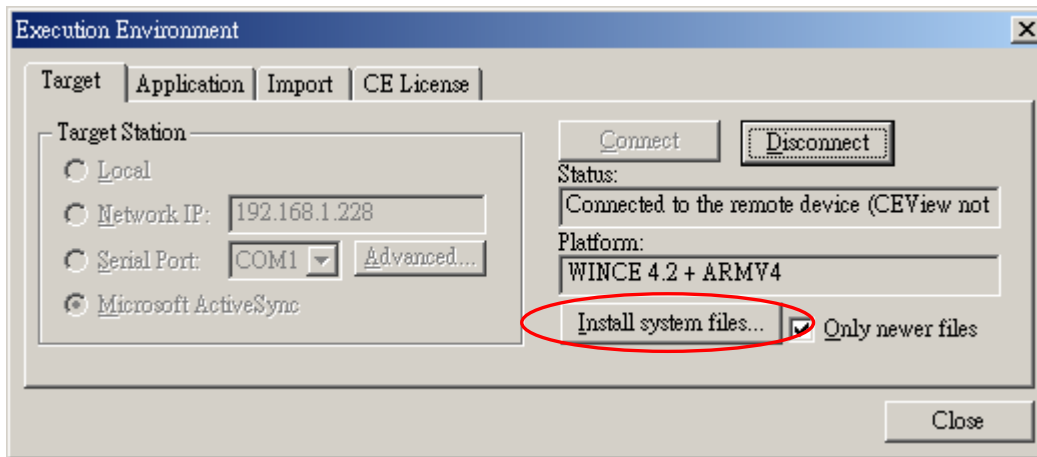 Execution Environment
Target Application Import CE License
Target Station
Local
Network IP: 192.168.1.228
Serial Port: COM1 Advanced....
Microsoft ActiveSync
Connect Disconnect
Status:
Connected to the remote device (CEView not
Platform:
WINCE 4.2 + ARMV4
Install system files... Only newer files
Close